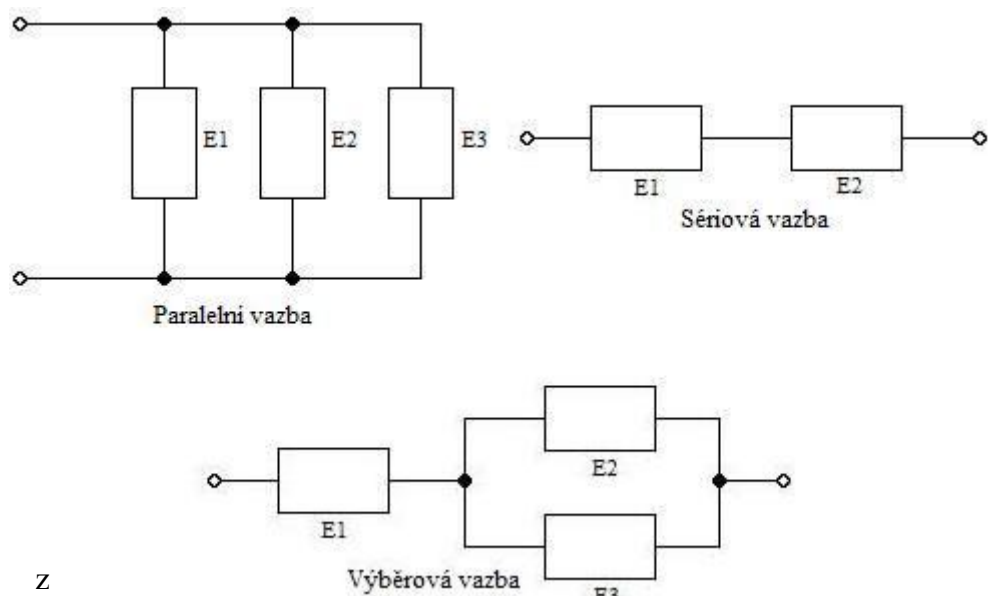 E1
E2
E3
Paralelní vazba
E1
E2
Sériová vazba
E1
E2
E3
Výběrová vazba
z